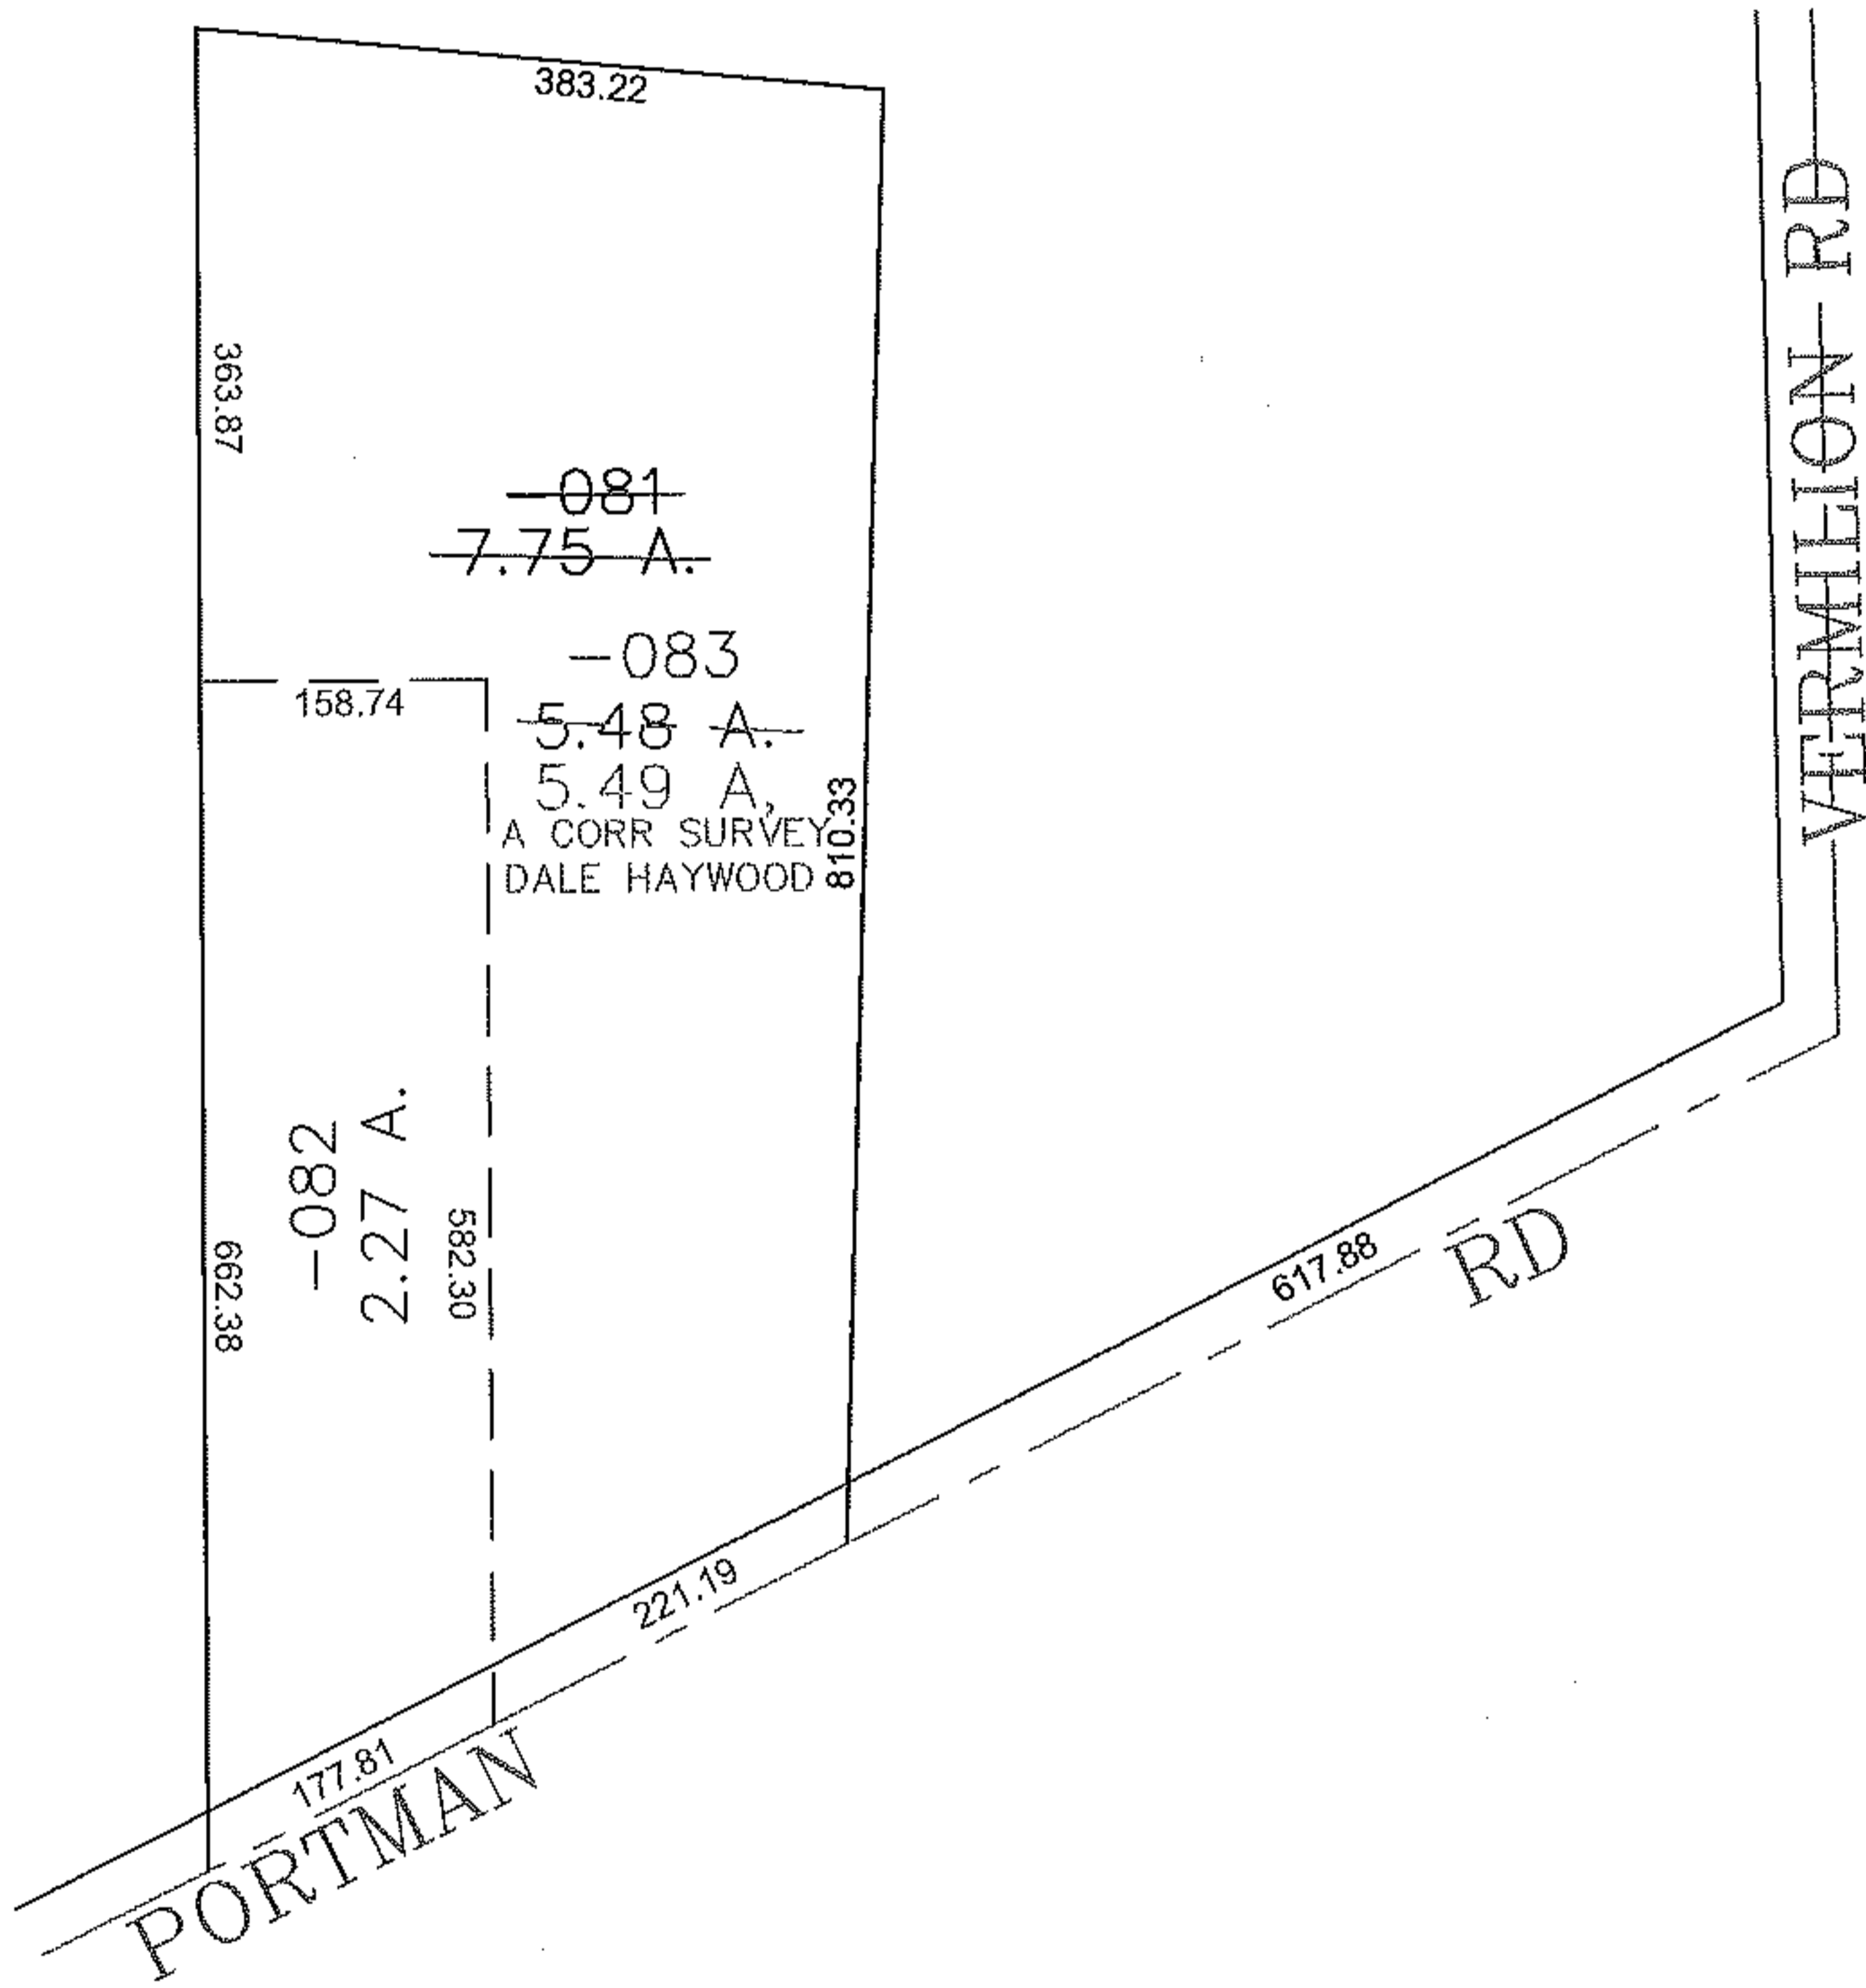 383.22
VERMILION RD
363.87
-081
7.75 A.
-083
158.74
5.48 A.
5.49 A,
A CORR SURVEY
DALE HAYWOOD
810.33
-082
2.27 A.
582.30
662.38
617.88
221.19
177.81
PORTMAN RD